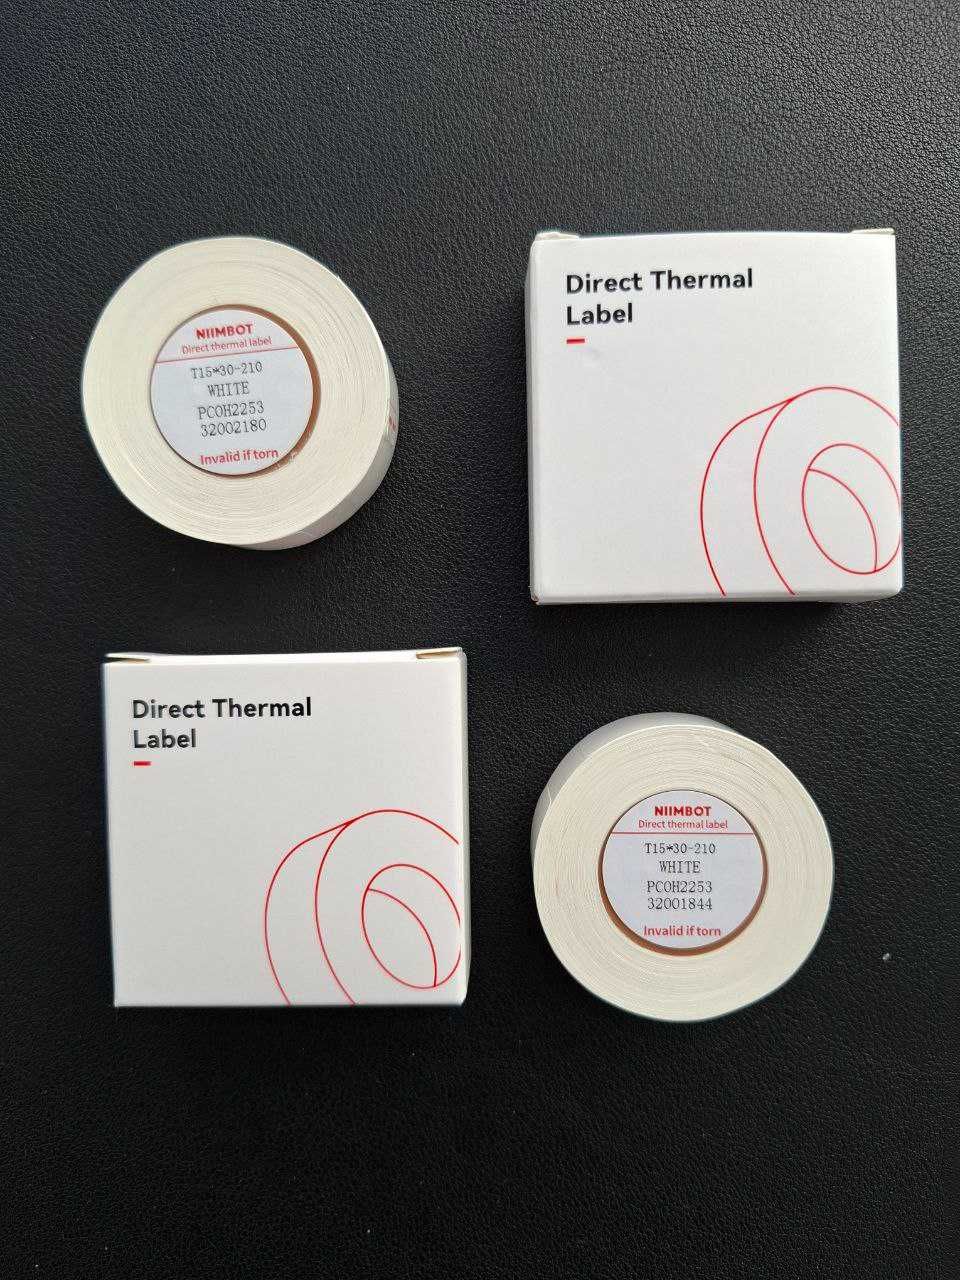 NIIMBOT
Direct thermal label
T15*30-210
WHITE
PCOH2253
32002180
Invalid if torn
Direct Thermal
Label
Direct Thermal
Label
NIIMBOT
Direct thermal label
T15*30-210
WHITE
PCOH2253
32001844
Invalid if torn